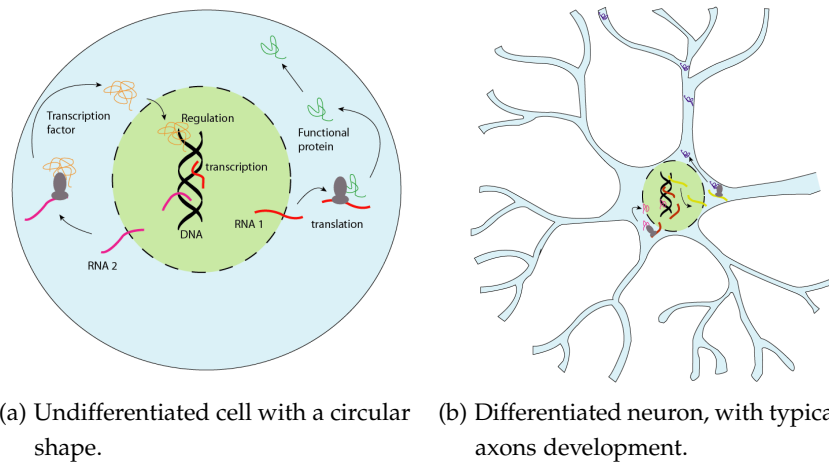 Transcription
factor
Regulation
transcription
Functional
protein
RNA 1
translation
DNA
RNA 2
(a) Undifferentiated cell with a circular
shape.
(b) Differentiated neuron, with typica
axons development.